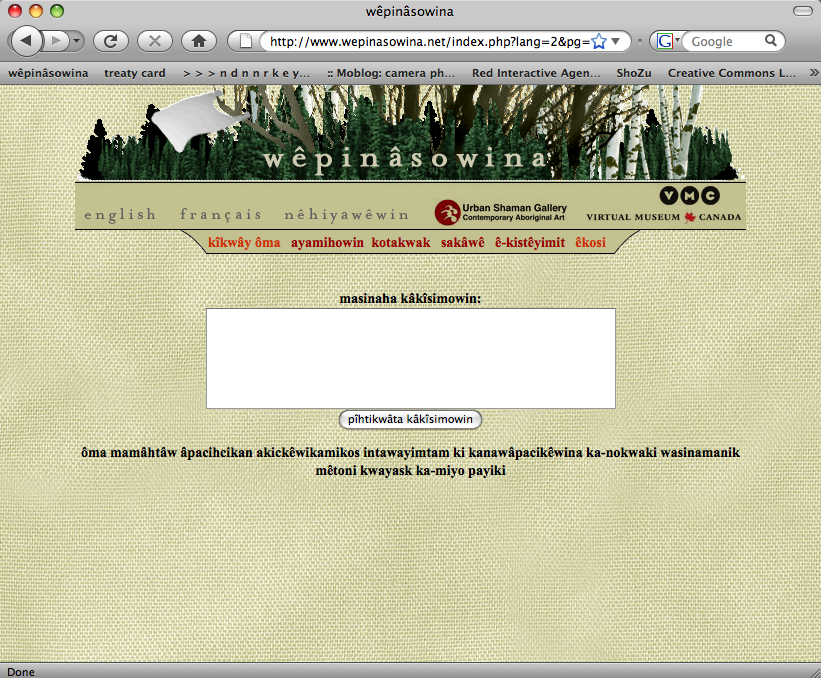 wêpinâsowina
http://www.wepinasowina.net/index.php?lang=2&pg=
Google
wêpinâsowina treaty card > > > n d n n r k e y... :: Moblog: camera ph... Red Interactive Agen... ShoZu Creative Commons L... »
wêpinâsowina
english français nêhiyawêwin
Urban Shaman Gallery
Contemporary Aboriginal Art
VMC
VIRTUAL MUSEUM CANADA
kîkwây ôma ayamihowin kotakwak sakâwê ê-kistêyimit êkosi
masinaha kâkîsimowin:
pîhtikwâta kâkîsimowin
ôma mamâhtâw âpacihcikan akickêwikamikos intawayimtam ki kanawâpacikêwina ka-nokwaki wasinamanik
mêtoni kwayask ka-miyo payiki
Done